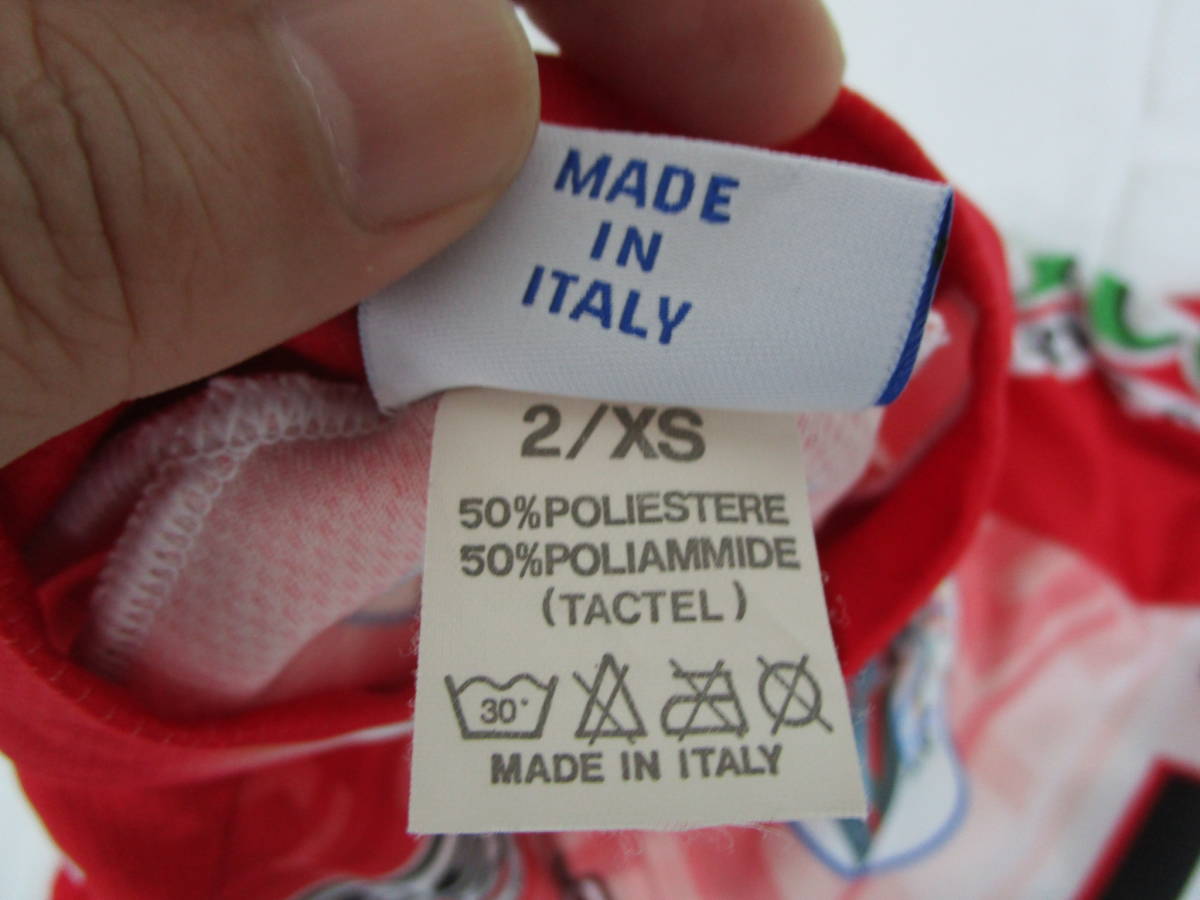 MADE
IN
ITALY
2/XS
50%POLIESTERE
50%POLIAMMIDE
(TACTEL)
30°
MADE IN ITALY